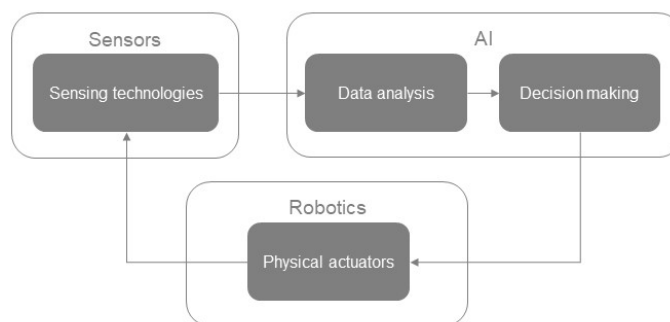 Sensors
AI
Sensing technologies
Data analysis
Decision making
Robotics
Physical actuators